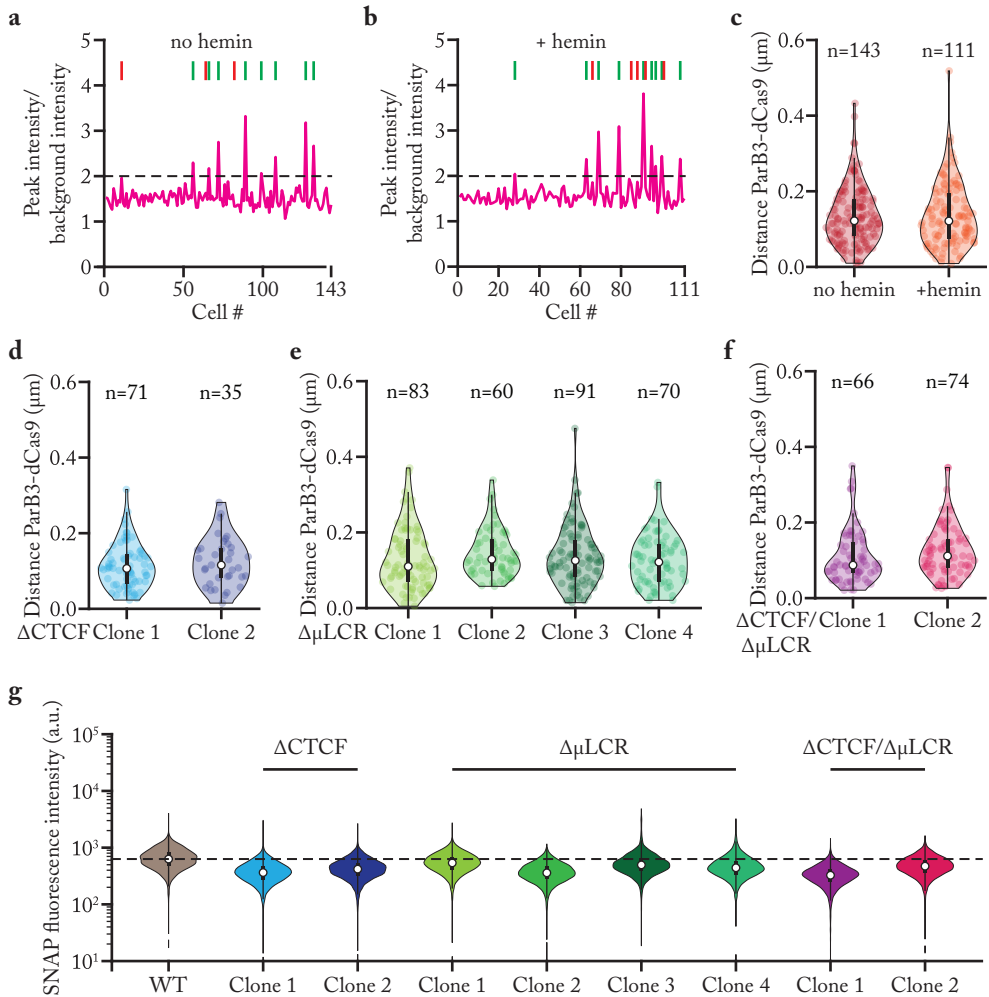 a
no hemin
Peak intensity/
background intensity
5
4
3
2
1
0
0
50
100
143
Cell #
b
+ hemin
Peak intensity/
background intensity
5
4
3
2
1
0
0
20
40
60
80
111
Cell #
c
Distance ParB3-dCas9 (μm)
0.6
0.4
0.2
0.0
n=143
n=111
no hemin
+hemin
d
Distance ParB3-dCas9 (μm)
0.6
0.4
0.2
0.0
n=71
n=35
ΔCTCF
Clone 1
Clone 2
e
Distance ParB3-dCas9 (μm)
0.6
0.4
0.2
0.0
n=83
n=60
n=91
n=70
ΔμLCR
Clone 1
Clone 2
Clone 3
Clone 4
f
Distance ParB3-dCas9 (μm)
0.6
0.4
0.2
0.0
n=66
n=74
ΔCTCF/
ΔμLCR
Clone 1
Clone 2
g
SNAP fluorescence intensity (a.u.)
10⁵
10⁴
10³
10²
10¹
ΔCTCF
ΔμLCR
ΔCTCF/ΔμLCR
WT
Clone 1
Clone 2
Clone 1
Clone 2
Clone 3
Clone 4
Clone 1
Clone 2